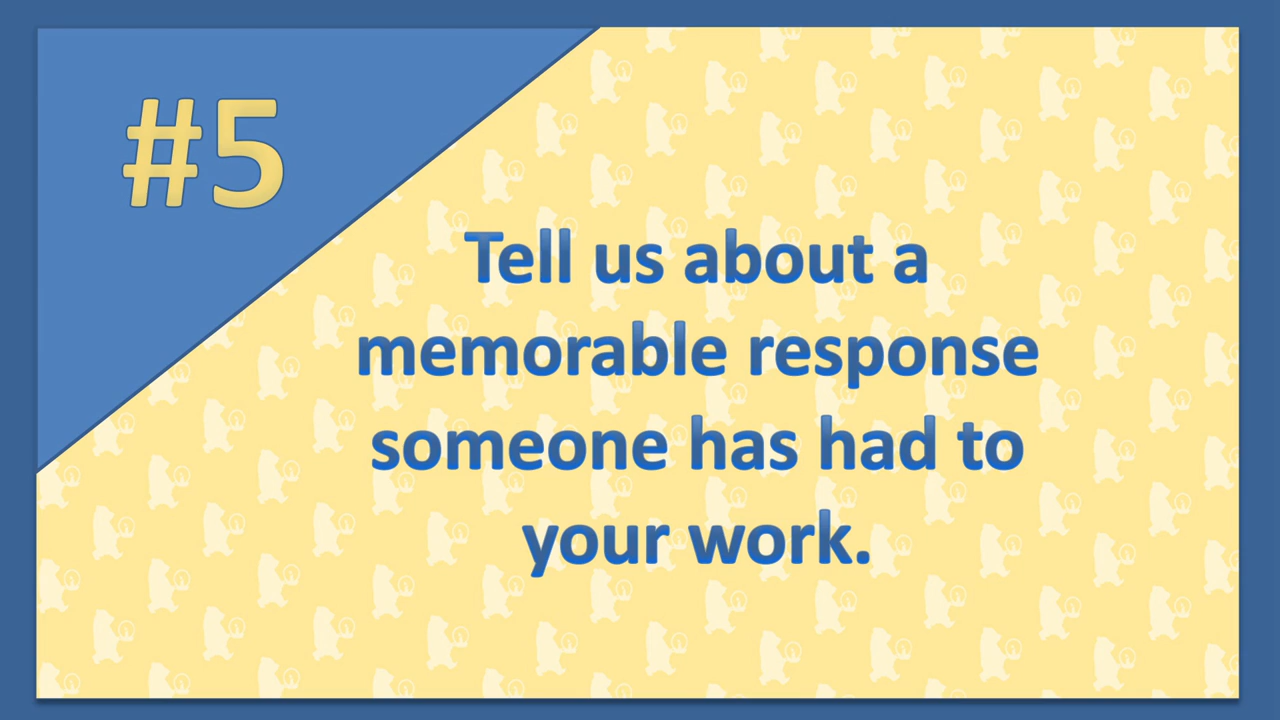 #5
Tell us about a
memorable response
someone has had to
your work.